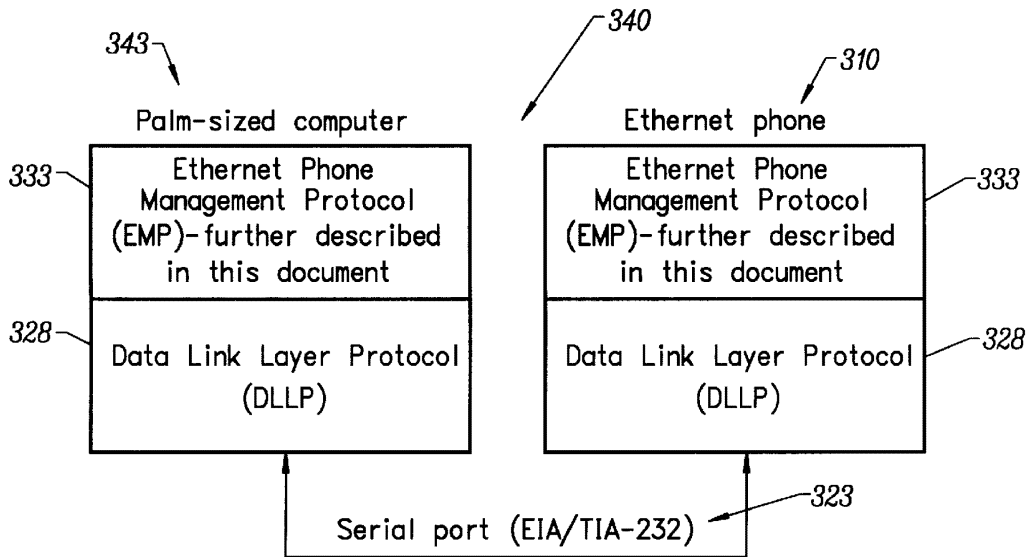 343
340
310
Palm-sized computer
Ethernet phone
333
Ethernet Phone
Management Protocol
(EMP)-further described
in this document
Ethernet Phone
Management Protocol
(EMP)-further described
in this document
333
328
Data Link Layer Protocol
(DLLP)
Data Link Layer Protocol
(DLLP)
328
Serial port (EIA/TIA-232)
323